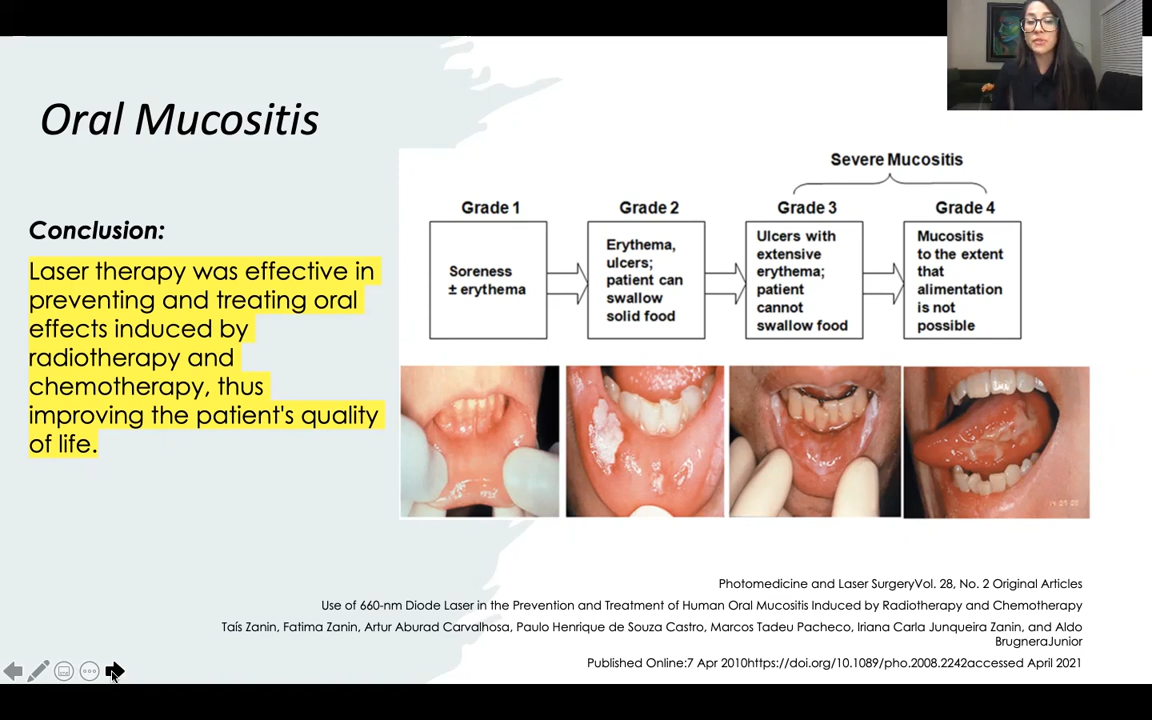 Oral Mucositis
Conclusion:
Laser therapy was effective in
preventing and treating oral
effects induced by
radiotherapy and
chemotherapy, thus
improving the patient's quality
of life.
Severe Mucositis
Grade 1
Grade 2
Grade 3
Grade 4
Soreness
± erythema
Erythema,
ulcers;
patient can
swallow
solid food
Ulcers with
extensive
erythema;
patient
cannot
swallow food
Mucositis
to the extent
that
alimentation
is not
possible
Photomedicine and Laser SurgeryVol. 28, No. 2 Original Articles
Use of 660-nm Diode Laser in the Prevention and Treatment of Human Oral Mucositis Induced by Radiotherapy and Chemotherapy
Taís Zanin, Fatima Zanin, Artur Aburad Carvalhosa, Paulo Henrique de Souza Castro, Marcos Tadeu Pacheco, Iriana Carla Junqueira Zanin, and Aldo
BrugneraJunior
Published Online:7 Apr 2010https://doi.org/10.1089/pho.2008.2242accessed April 2021